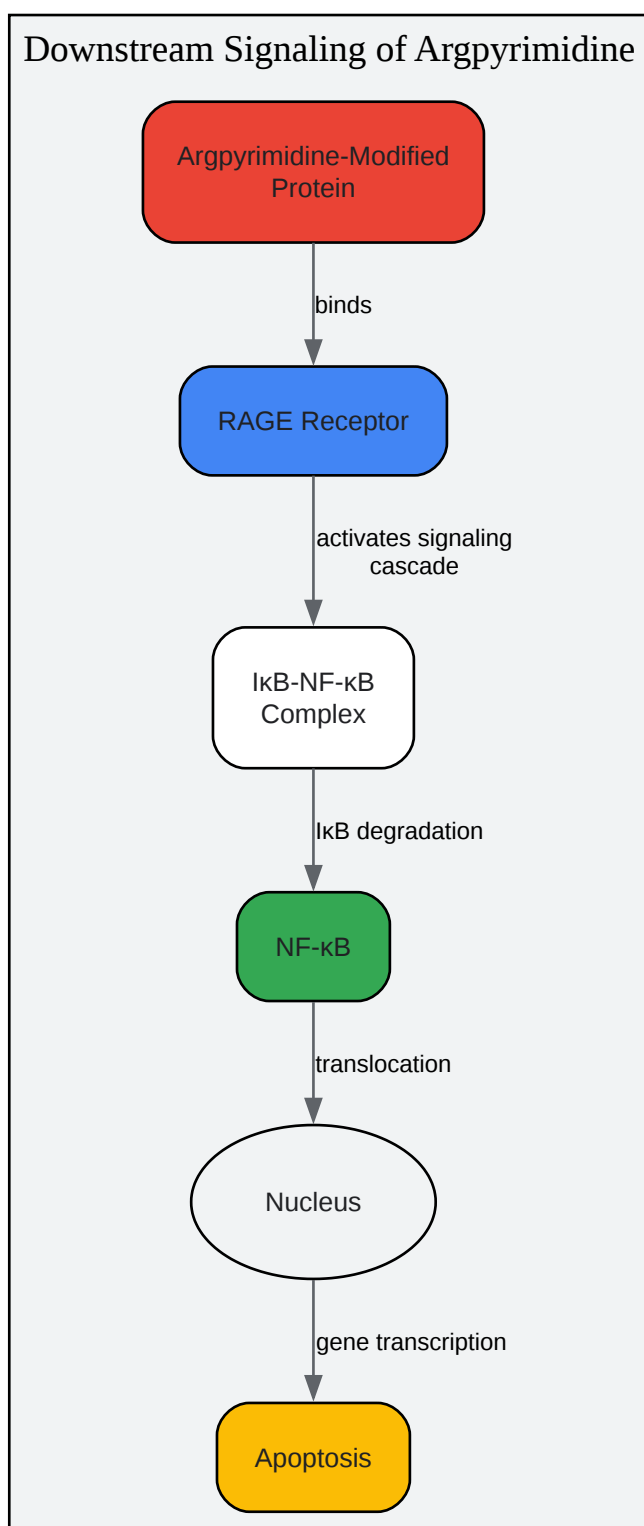 Downstream Signaling of Argpyrimidine
Argpyrimidine-Modified
Protein
binds
RAGE Receptor
activates signaling
cascade
IκB-NF-κB
Complex
IκB degradation
NF-κB
translocation
Nucleus
gene transcription
Apoptosis